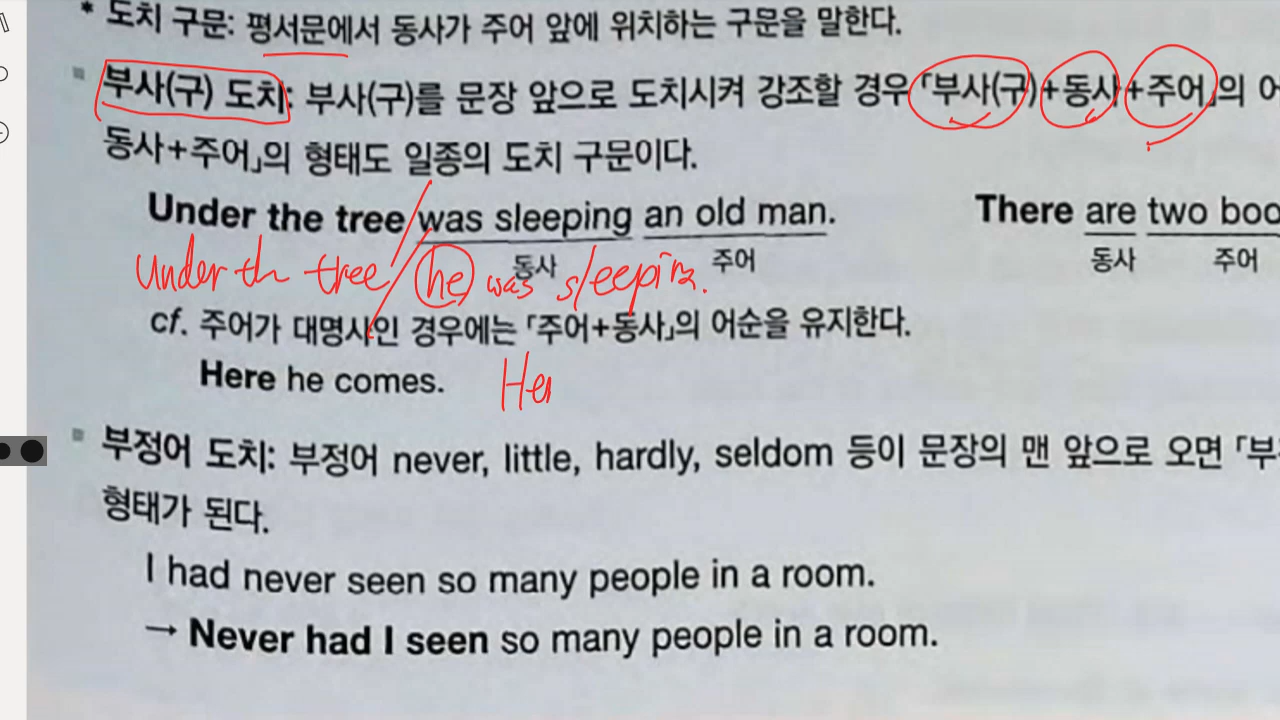 * 도치 구문: 평서문에서 동사가 주어 앞에 위치하는 구문을 말한다.
부사(구) 도치: 부사(구)를 문장 앞으로 도치시켜 강조할 경우 「부사(구)+동사+주어」의 어
동사+주어」의 형태도 일종의 도치 구문이다.
Under the tree was sleeping an old man. There are two boo
동사 주어 동사 주어
Under th tree he was sleeping.
cf. 주어가 대명사인 경우에는 「주어+동사」의 어순을 유지한다.
Here he comes. Her
부정어 도치: 부정어 never, little, hardly, seldom 등이 문장의 맨 앞으로 오면 「부
형태가 된다.
I had never seen so many people in a room.
→ Never had I seen so many people in a room.